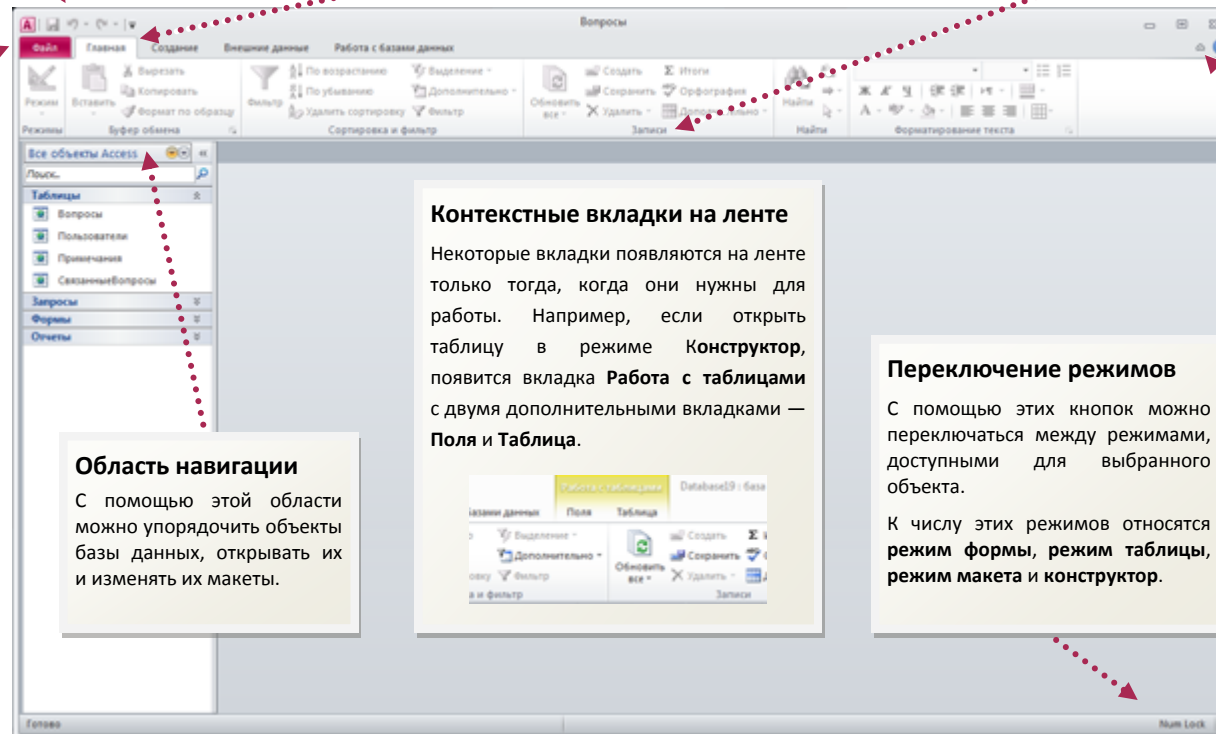 Вопросы
Файл Главная Создание Внешние данные Работа с базами данных
Режим
Вставить
Вырезать
Копировать
Формат по образцу
Фильтр
По возрастанию
По убыванию
Удалить сортировку
Выделение
Дополнительно
Фильтр
Обновить
все
Создать
Сохранить
Удалить
Итоги
Орфография
Дополнительно
Найти
Ж К Ч
Режимы Буфер обмена Сортировка и фильтр Записи Найти Форматирование текста
Все объекты Access
Поиск...
Таблицы
Вопросы
Пользователи
Примечания
СвязанныеВопросы
Запросы
Формы
Отчеты
Область навигации
С помощью этой области
можно упорядочить объекты
базы данных, открывать их
и изменять их макеты.
Контекстные вкладки на ленте
Некоторые вкладки появляются на ленте
только тогда, когда они нужны для
работы. Например, если открыть
таблицу в режиме Конструктор,
появится вкладка Работа с таблицами
с двумя дополнительными вкладками —
Поля и Таблица.
Работа с таблицами Database19 : база
базами данных Поля Таблица
Выделение
Дополнительно
Фильтр
Обновить
все
Создать
Сохранить
Удалить
а и фильтр Записи
Переключение режимов
С помощью этих кнопок можно
переключаться между режимами,
доступными для выбранного
объекта.
К числу этих режимов относятся
режим формы, режим таблицы,
режим макета и конструктор.
Готово
Num Lock